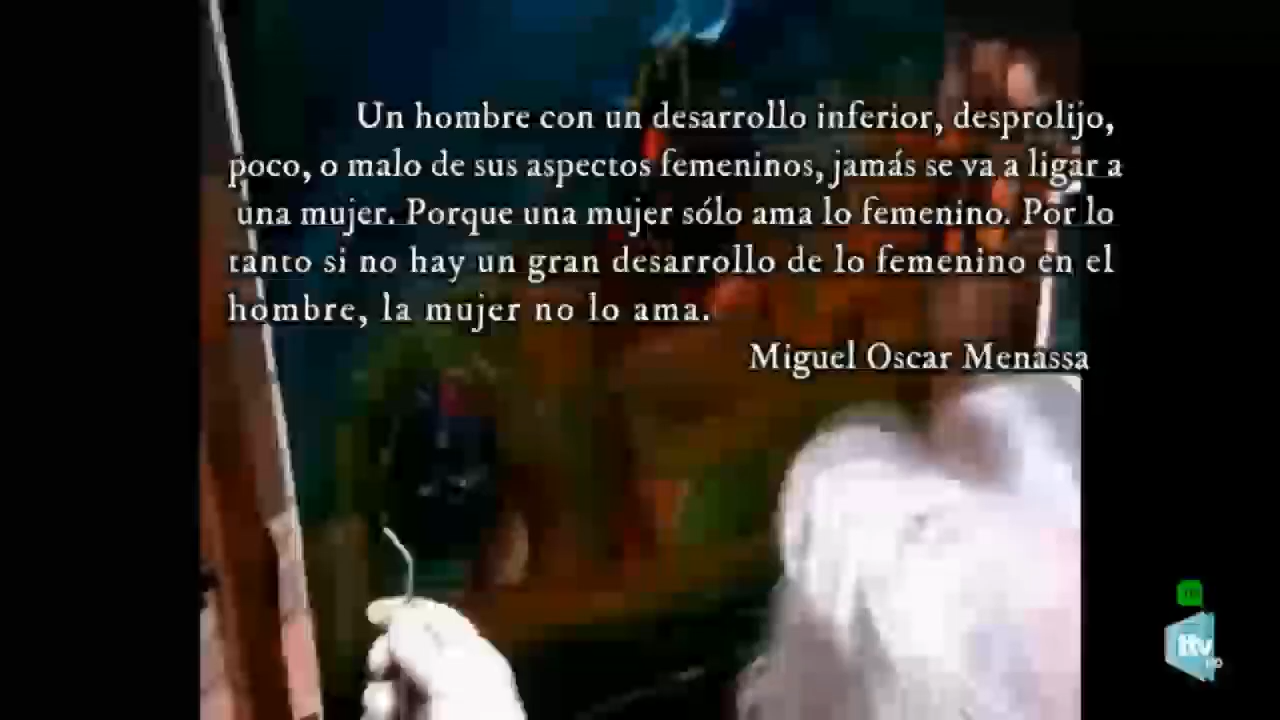 Un hombre con un desarrollo inferior, desprolijo,
poco, o malo de sus aspectos femeninos, jamás se va a ligar a
una mujer. Porque una mujer sólo ama lo femenino. Por lo
tanto si no hay un gran desarrollo de lo femenino en el
hombre, la mujer no lo ama.
Miguel Oscar Menassa
ttv
HD